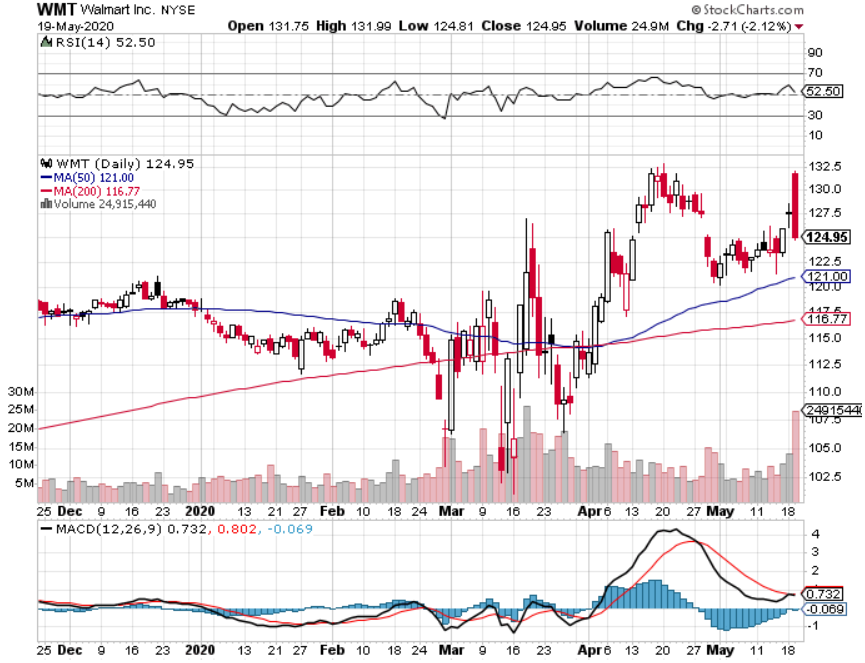 WMT Walmart Inc. NYSE © StockCharts.com
19-May-2020 Open 131.75 High 131.99 Low 124.81 Close 124.95 Volume 24.9M Chg -2.71 (-2.12%)
RSI(14) 52.50
90
70
52.50
30
10
WMT (Daily) 124.95
MA(50) 121.00
MA(200) 116.77
Volume 24,915,440
132.5
130.0
127.5
124.95
122.5
121.00
120.0
117.5
116.77
115.0
112.5
110.0
24915440
107.5
105.0
102.5
30M
25M
20M
15M
10M
5M
25 Dec 9 16 23 2020 13 21 27 Feb 10 18 24 Mar 9 16 23 Apr 6 13 20 27 May 11 18
MACD(12,26,9) 0.732, 0.802, -0.069
4
3
2
0.732
-0.069
-1
25 Dec 9 16 23 2020 13 21 27 Feb 10 18 24 Mar 9 16 23 Apr 6 13 20 27 May 11 18